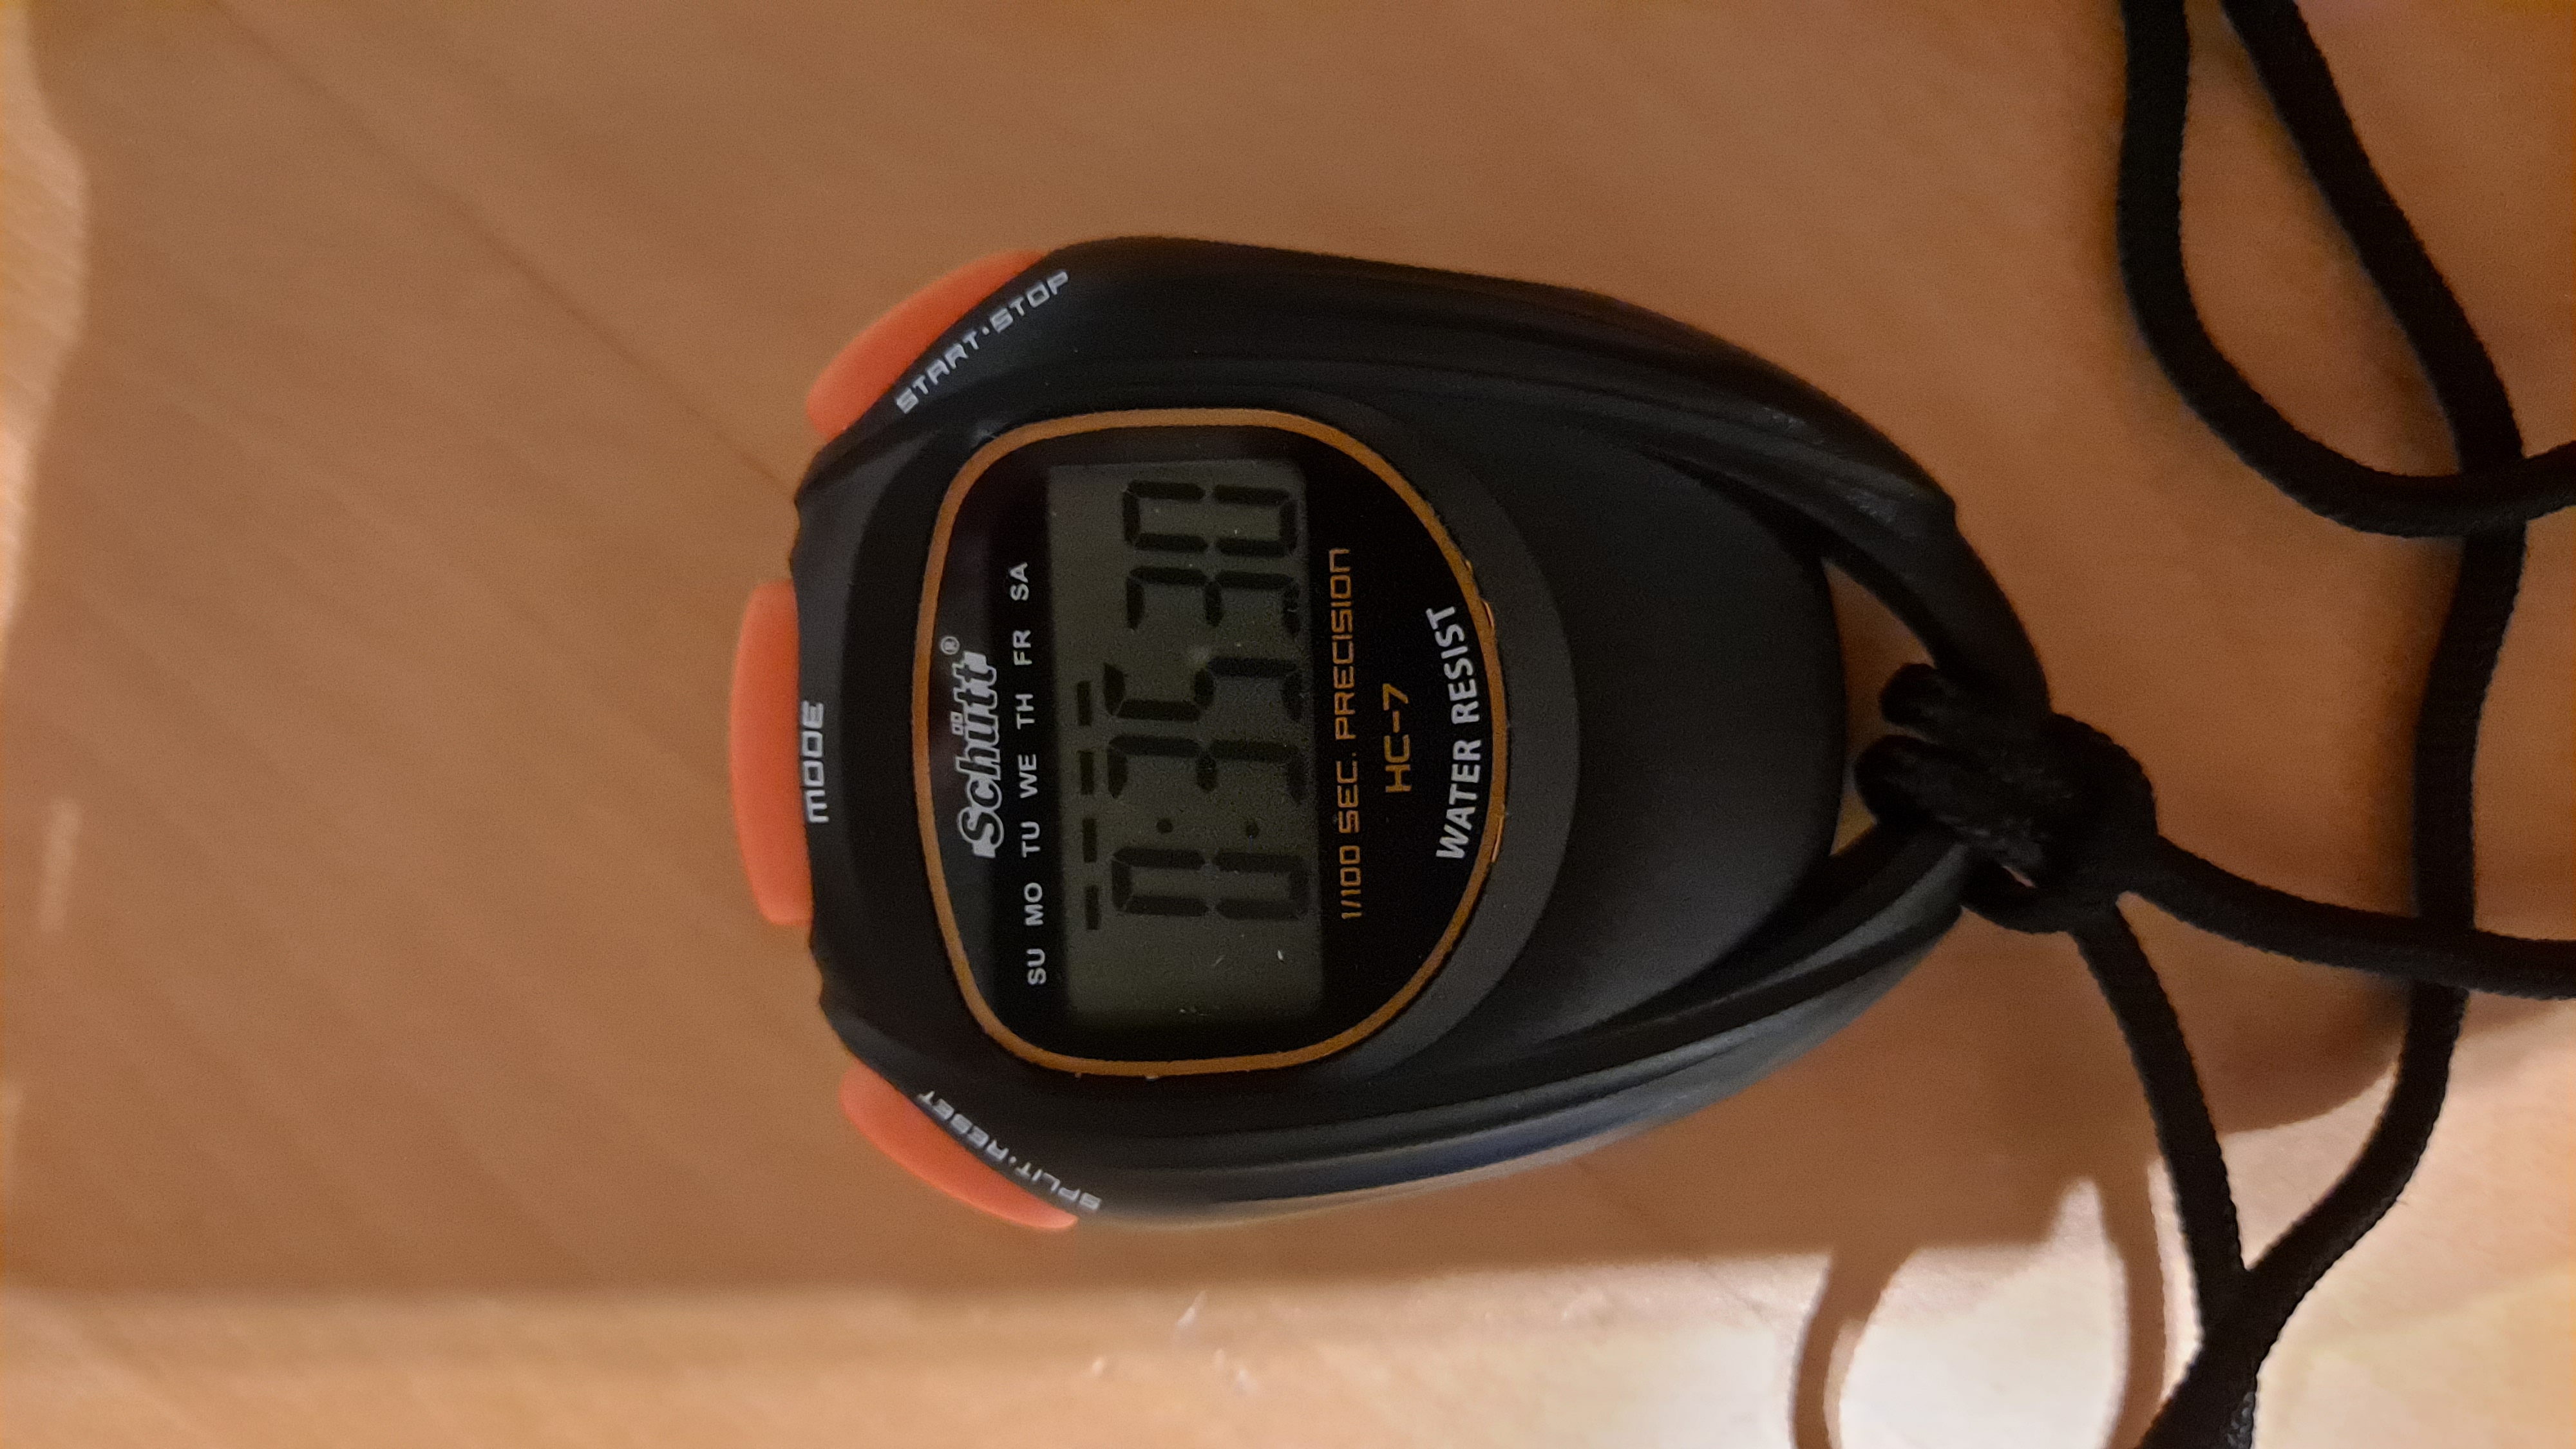 MODE
SPLIT·RESET
START·STOP
Schütt®
SU MO TU WE TH FR SA
0:35 30
1/100 SEC. PRECISION
HC-7
WATER RESIST